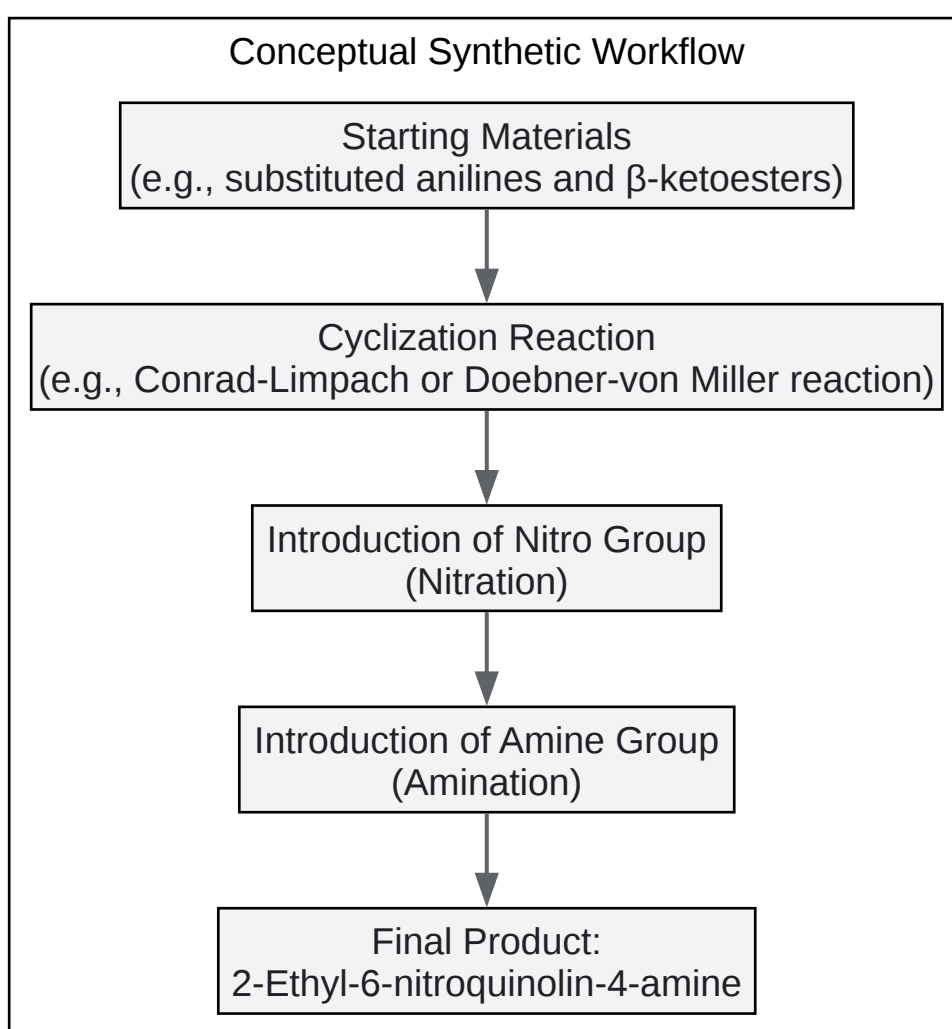 Conceptual Synthetic Workflow
Starting Materials
(e.g., substituted anilines and β-ketoesters)
Cyclization Reaction
(e.g., Conrad-Limpach or Doebner-von Miller reaction)
Introduction of Nitro Group
(Nitration)
Introduction of Amine Group
(Amination)
Final Product:
2-Ethyl-6-nitroquinolin-4-amine